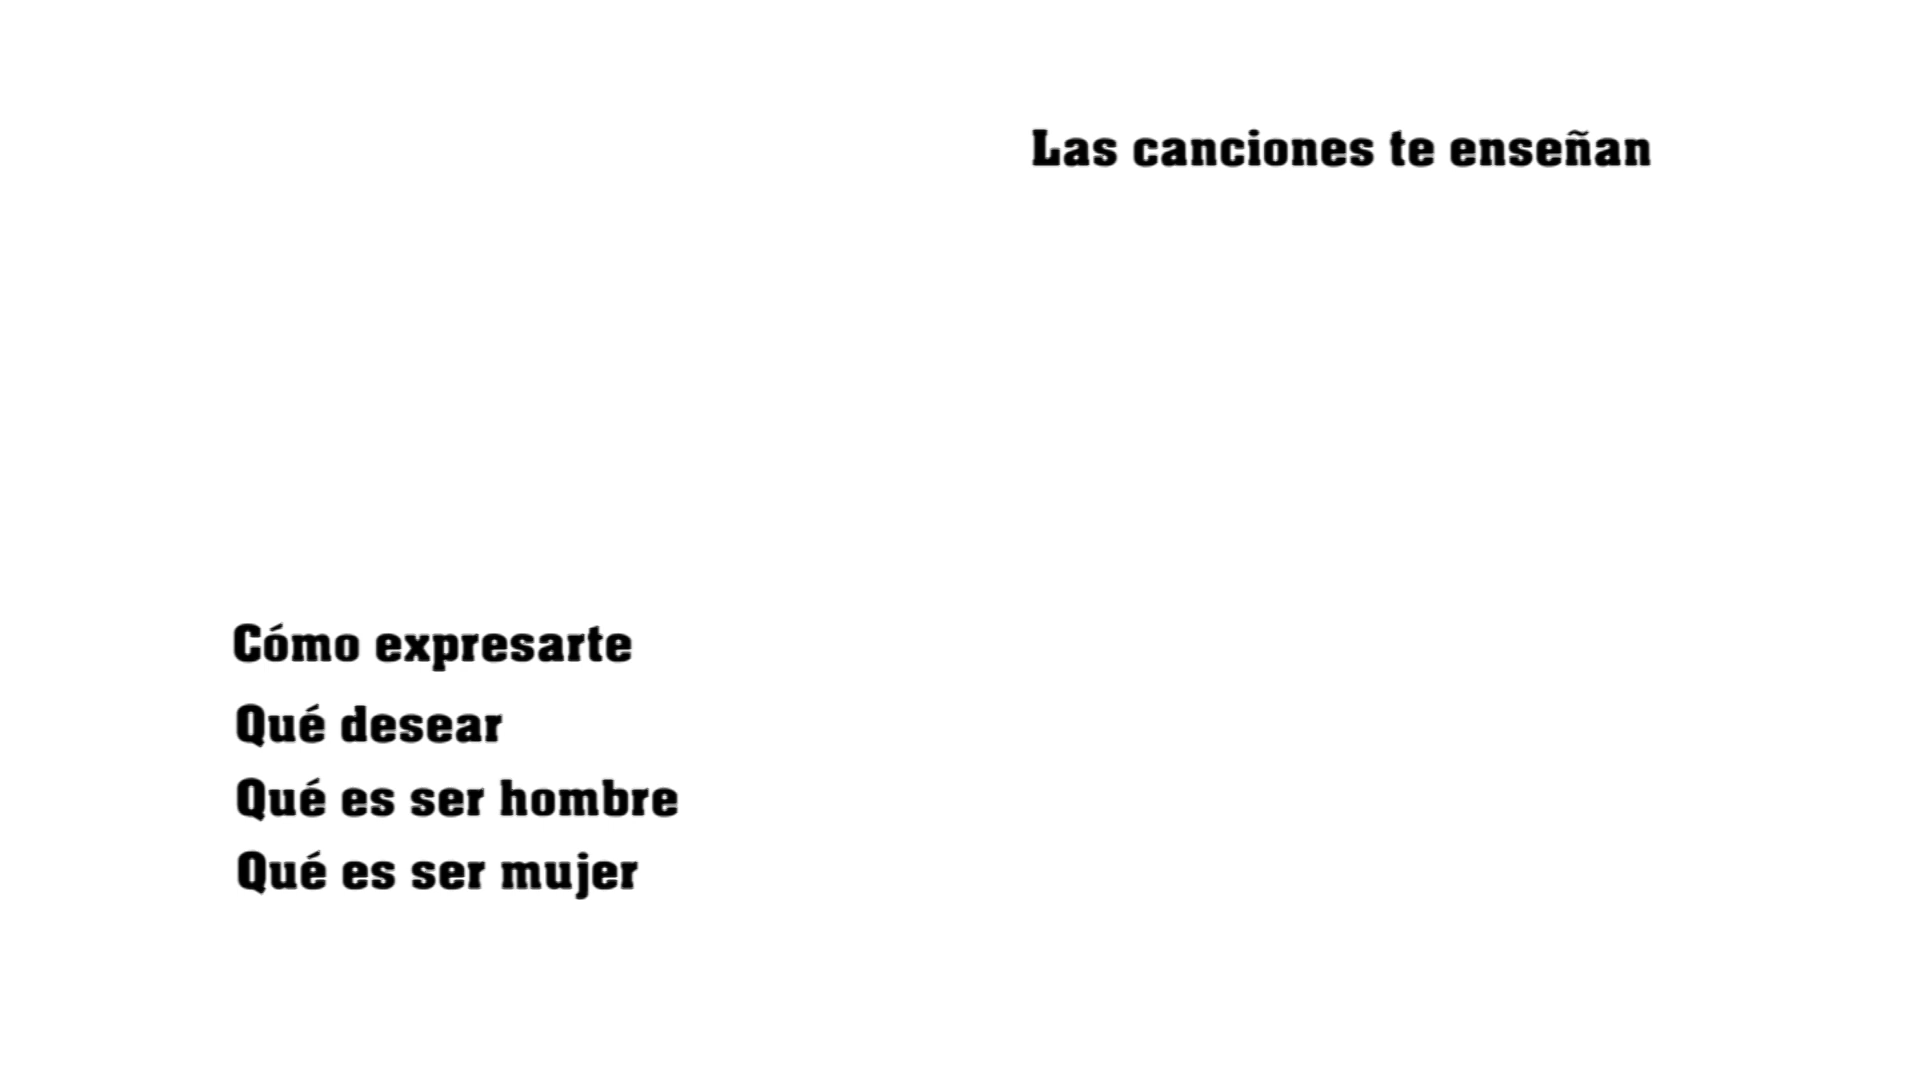 Las canciones te enseñan
Cómo expresarte
Qué desear
Qué es ser hombre
Qué es ser mujer